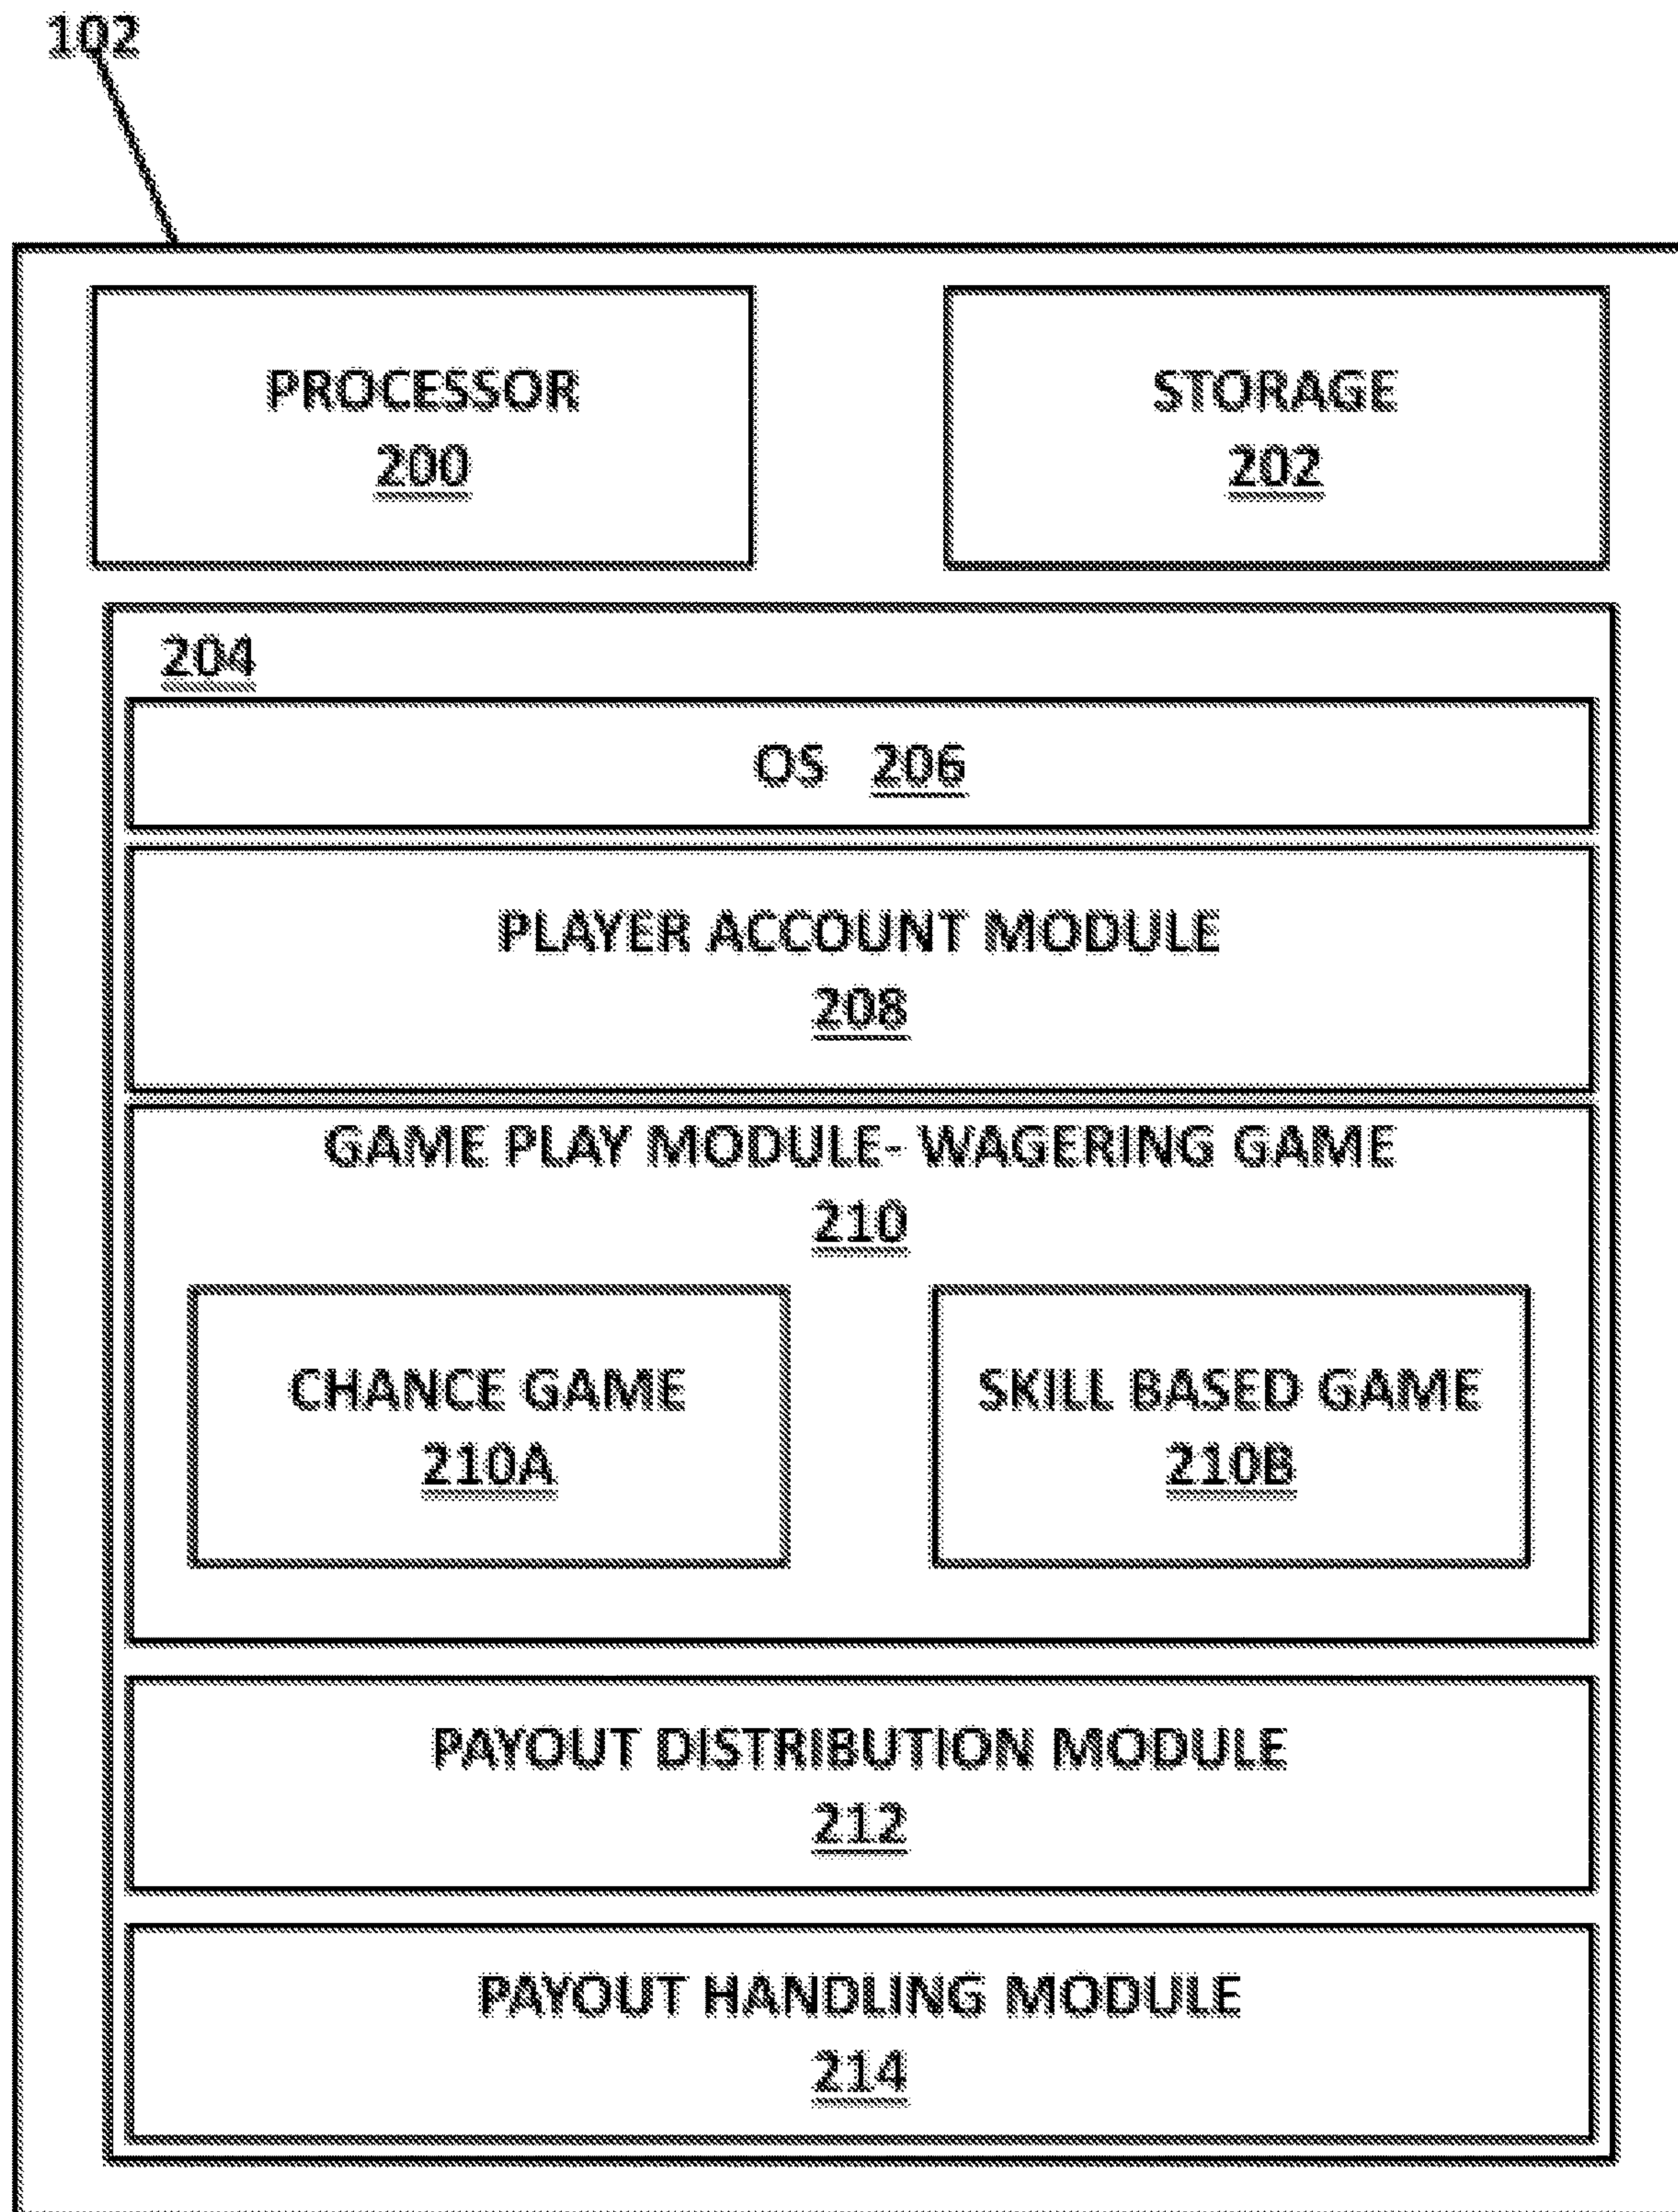 102
PROCESSOR
200
STORAGE
202
204
OS 206
PLAYER ACCOUNT MODULE
208
GAME PLAY MODULE- WAGERING GAME
210
CHANCE GAME
210A
SKILL BASED GAME
210B
PAYOUT DISTRIBUTION MODULE
212
PAYOUT HANDLING MODULE
214